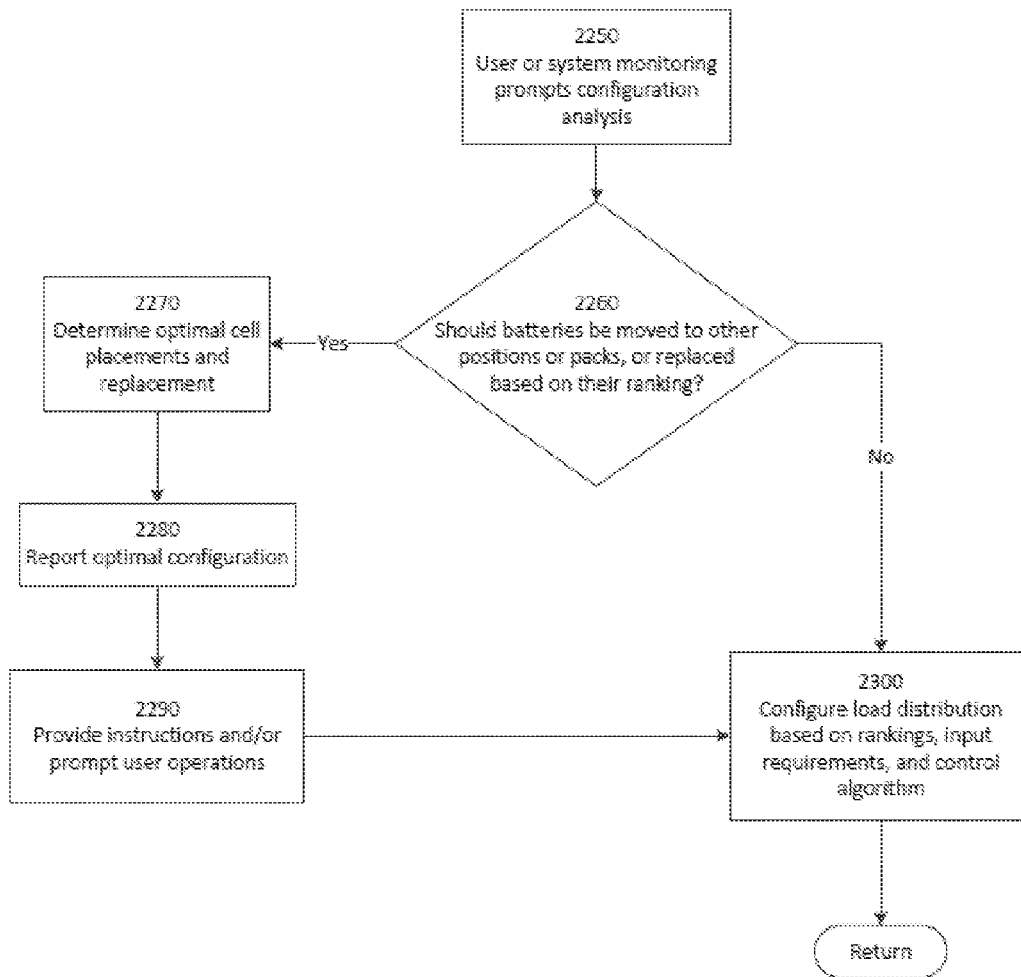 2250
User or system monitoring
prompts configuration
analysis
2260
Should batteries be moved to other
positions or packs, or replaced
based on their ranking?
Yes
No
2270
Determine optimal cell
placements and
replacement
2280
Report optimal configuration
2290
Provide instructions and/or
prompt user operations
2300
Configure load distribution
based on rankings, input
requirements, and control
algorithm
Return